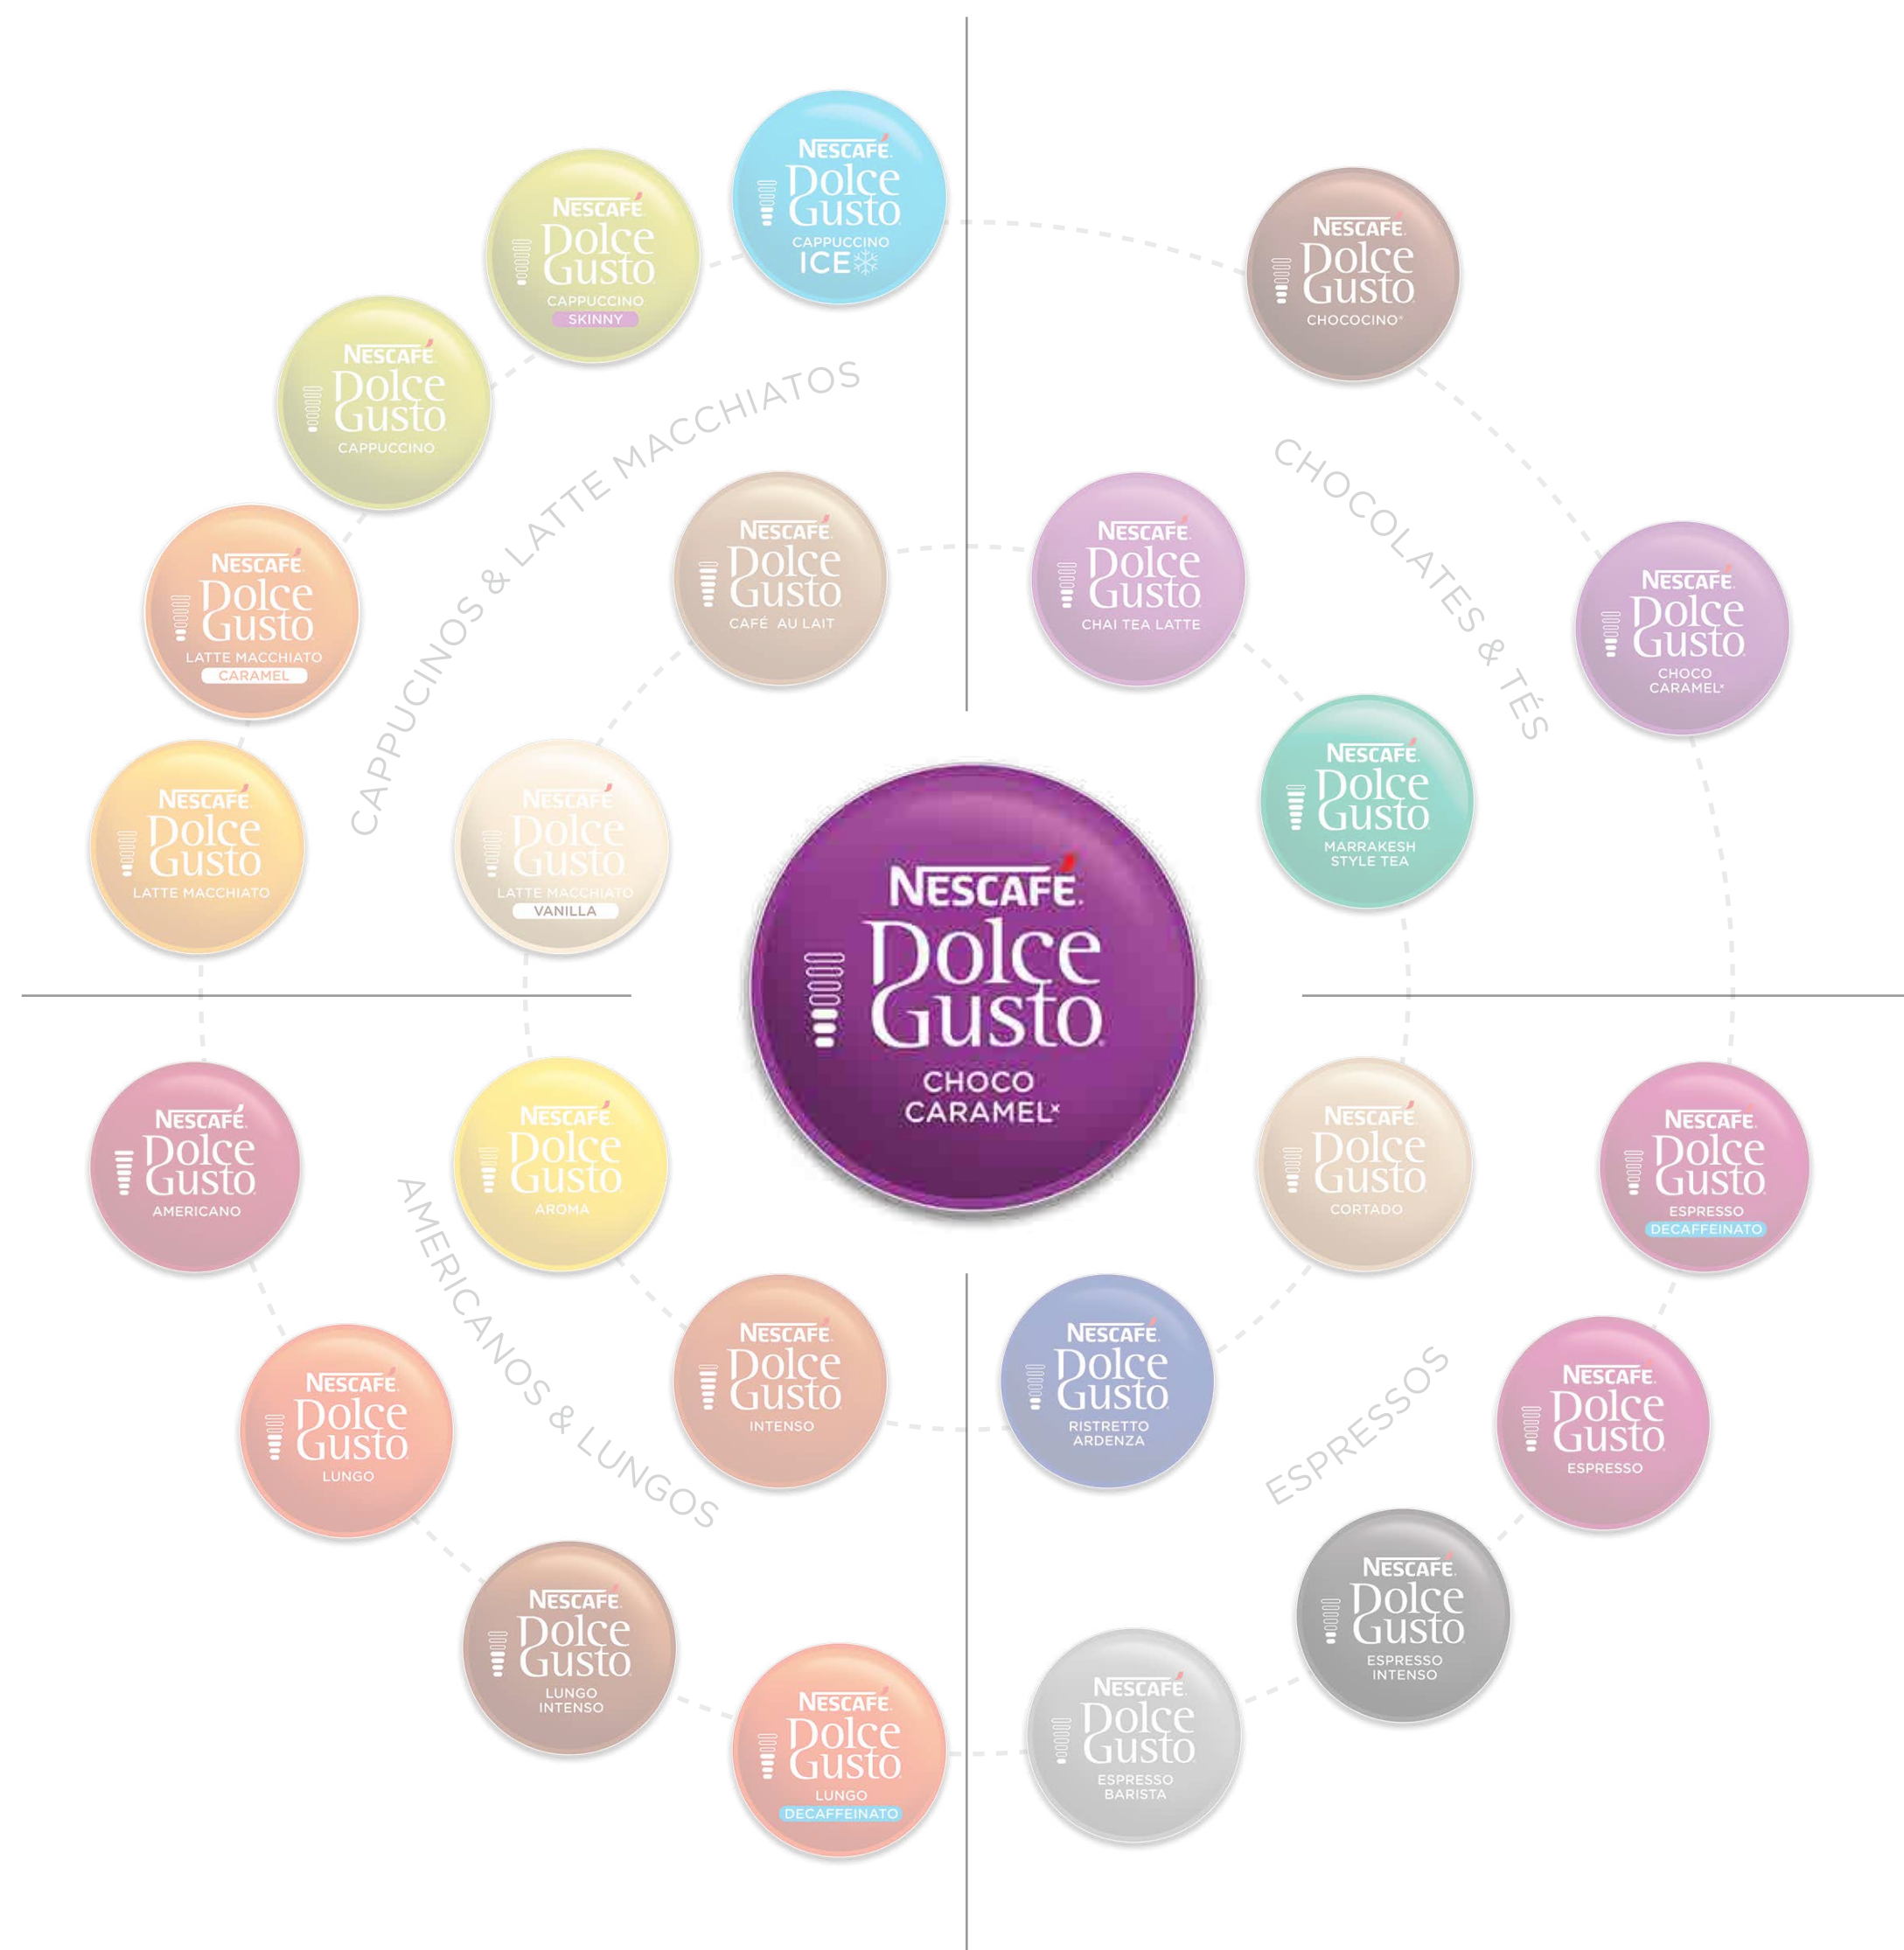 NESCAFÉ.
Dolce
Gusto
CAPPUCCINO
ICE
NESCAFÉ.
Dolce
Gusto
CAPPUCCINO
SKINNY
NESCAFÉ.
Dolce
Gusto
CAPPUCCINO
NESCAFÉ.
Dolce
Gusto
LATTE MACCHIATO
CARAMEL
NESCAFÉ.
Dolce
Gusto
LATTE MACCHIATO
CAPPUCINOS & LATTE MACCHIATOS
NESCAFÉ.
Dolce
Gusto
CAFÉ AU LAIT
NESCAFÉ.
Dolce
Gusto
LATTE MACCHIATO
VANILLA
NESCAFÉ.
Dolce
Gusto
CHOCOCINO*
CHOCOLATES & TÉS
NESCAFÉ.
Dolce
Gusto
CHAI TEA LATTE
NESCAFÉ.
Dolce
Gusto
CHOCO
CARAMEL*
NESCAFÉ.
Dolce
Gusto
MARRAKESH
STYLE TEA
NESCAFÉ.
Dolce
Gusto
CHOCO
CARAMEL*
NESCAFÉ.
Dolce
Gusto
AMERICANO
NESCAFÉ.
Dolce
Gusto
AROMA
AMERICANOS & LUNGOS
NESCAFÉ.
Dolce
Gusto
INTENSO
NESCAFÉ.
Dolce
Gusto
LUNGO
NESCAFÉ.
Dolce
Gusto
LUNGO
INTENSO
NESCAFÉ.
Dolce
Gusto
LUNGO
DECAFFEINATO
NESCAFÉ.
Dolce
Gusto
CORTADO
NESCAFÉ.
Dolce
Gusto
ESPRESSO
DECAFFEINATO
NESCAFÉ.
Dolce
Gusto
RISTRETTO
ARDENZA
ESPRESSOS
NESCAFÉ.
Dolce
Gusto
ESPRESSO
NESCAFÉ.
Dolce
Gusto
ESPRESSO
INTENSO
NESCAFÉ.
Dolce
Gusto
ESPRESSO
BARISTA